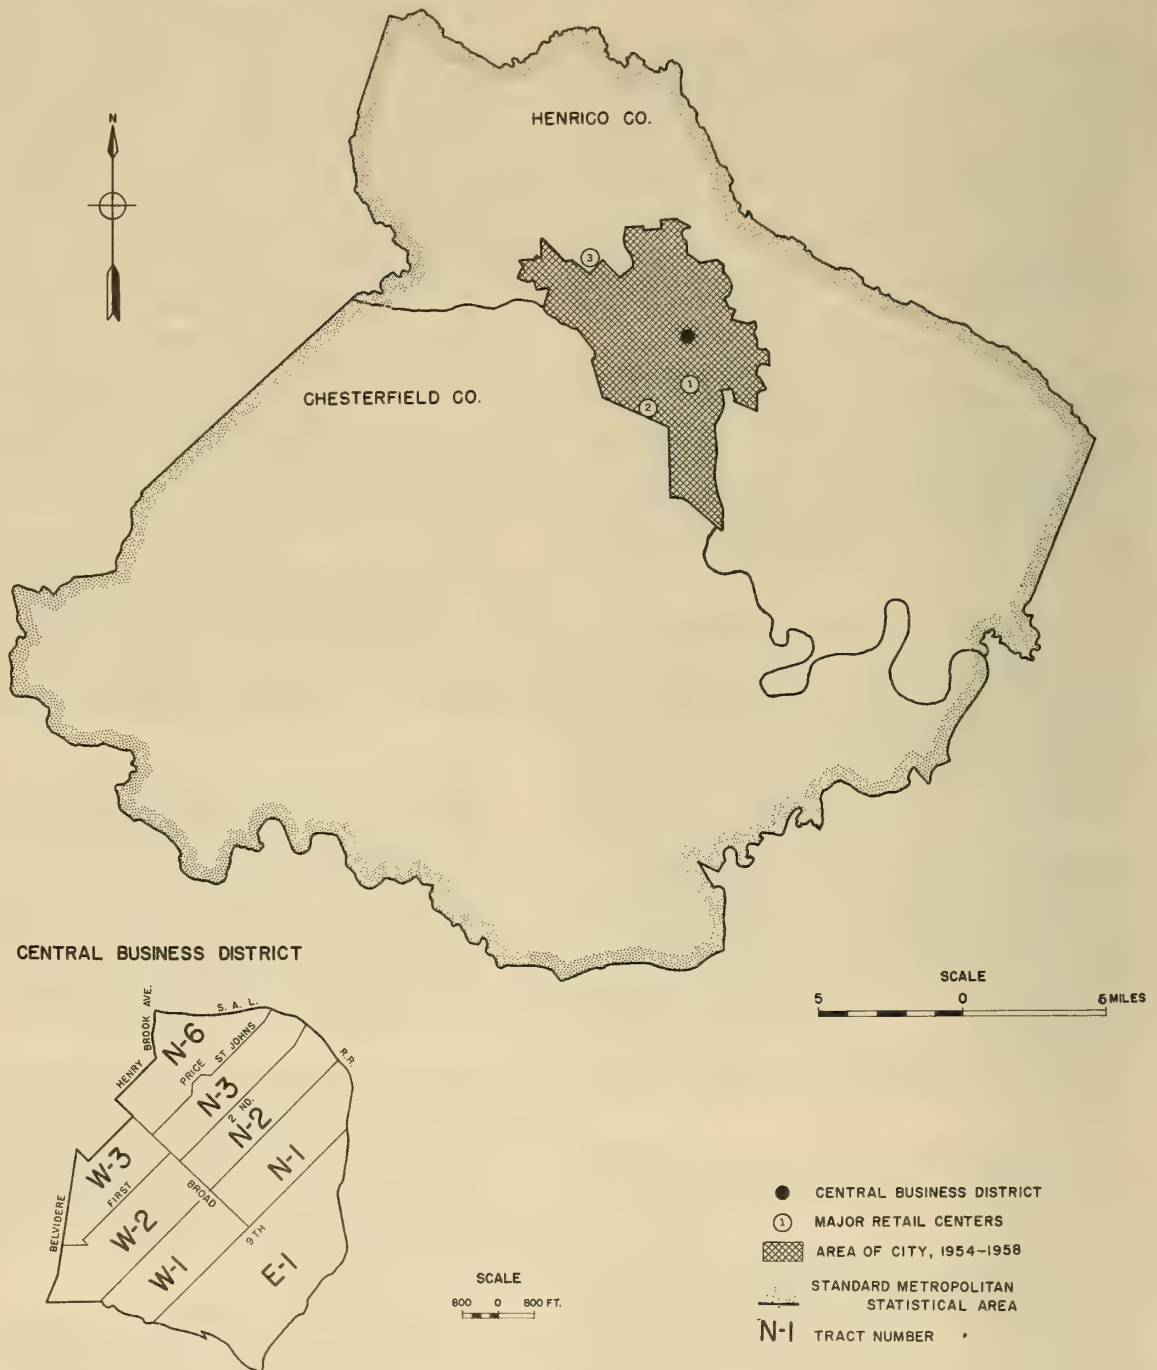 N
HENRICO CO.
3
1
CHESTERFIELD CO.
2
CENTRAL BUSINESS DISTRICT
HENRY
BROOK AVE.
S. A. L.
R.R.
N-6
PRICE
ST JOHNS
N-3
2 ND.
N-2
N-1
W-3
FIRST
BROAD
BELVIDERE
W-2
9 TH
W-1
E-1
SCALE
800 0 800 FT.
SCALE
5 0 5 MILES
CENTRAL BUSINESS DISTRICT
1 MAJOR RETAIL CENTERS
AREA OF CITY, 1954-1958
STANDARD METROPOLITAN
STATISTICAL AREA
N-1 TRACT NUMBER